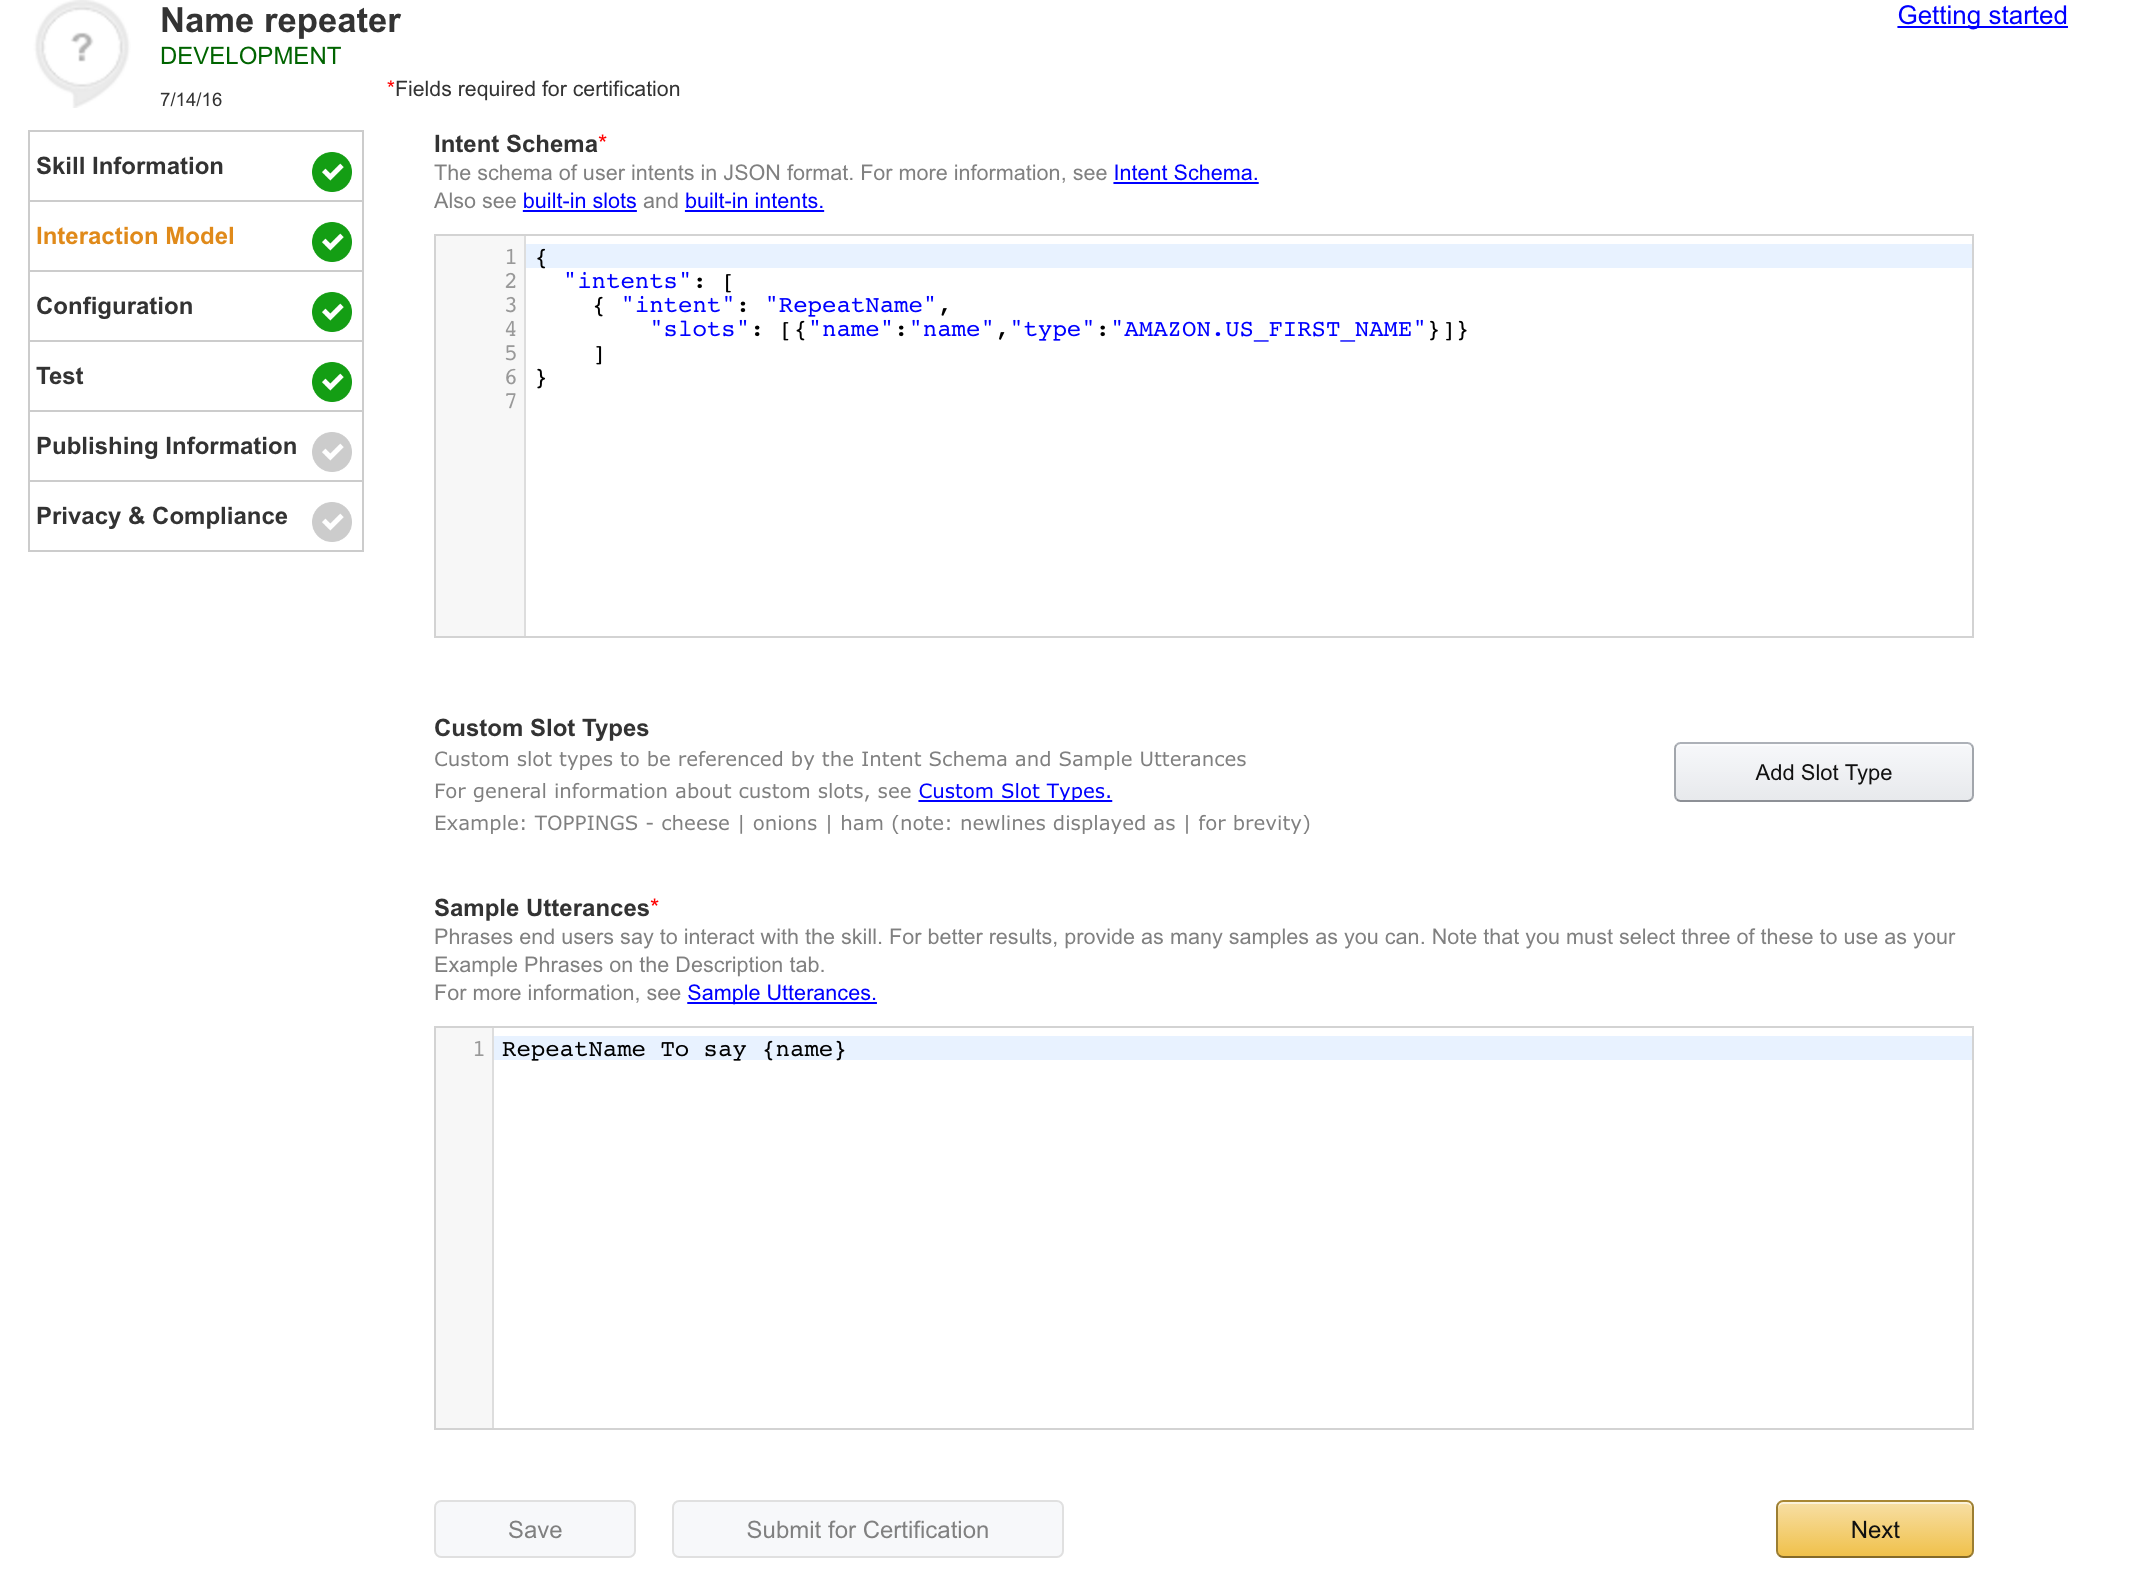 Name repeater
Getting started
DEVELOPMENT
7/14/16
*Fields required for certification
Skill Information
Interaction Model
Configuration
Test
Publishing Information
Privacy & Compliance
Intent Schema*
The schema of user intents in JSON format. For more information, see Intent Schema.
Also see built-in slots and built-in intents.
1 {
2   "intents": [
3     { "intent": "RepeatName",
4         "slots": [{"name":"name","type":"AMAZON.US_FIRST_NAME"}]}
5     ]
6 }
7
Custom Slot Types
Custom slot types to be referenced by the Intent Schema and Sample Utterances
For general information about custom slots, see Custom Slot Types.
Example: TOPPINGS - cheese | onions | ham (note: newlines displayed as | for brevity)
Add Slot Type
Sample Utterances*
Phrases end users say to interact with the skill. For better results, provide as many samples as you can. Note that you must select three of these to use as your
Example Phrases on the Description tab.
For more information, see Sample Utterances.
1 RepeatName To say {name}
Save
Submit for Certification
Next